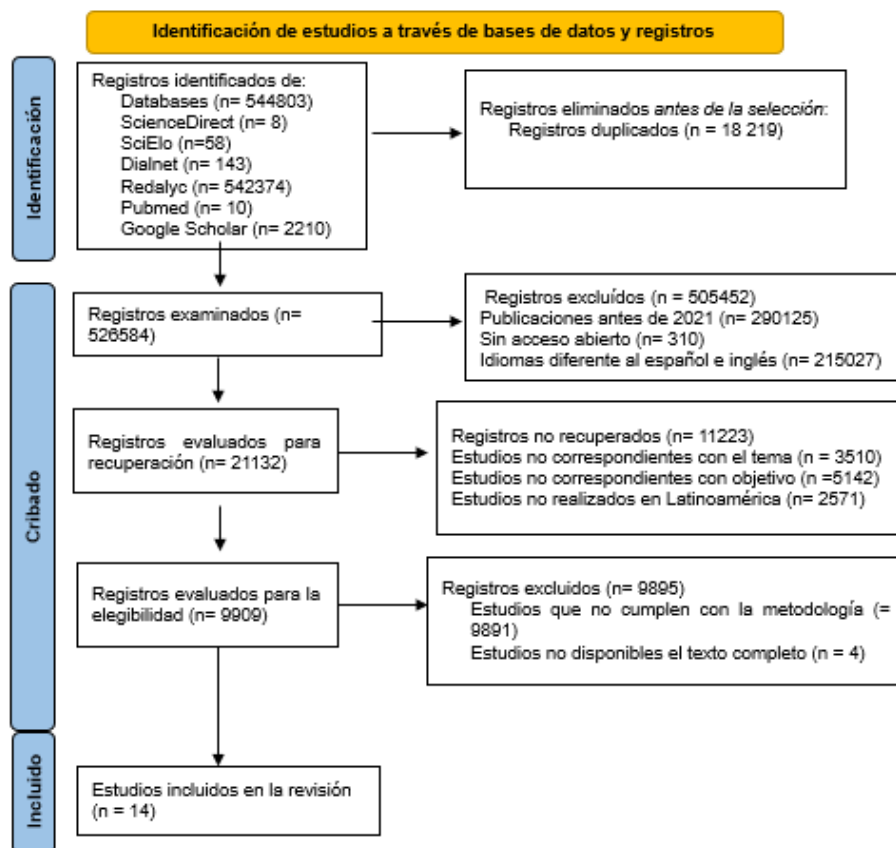 Identificación de estudios a través de bases de datos y registros
Identificación
Registros identificados de:
Databases (n= 544803)
ScienceDirect (n= 8)
SciElo (n=58)
Dialnet (n= 143)
Redalyc (n= 542374)
Pubmed (n= 10)
Google Scholar (n= 2210)
Registros eliminados antes de la selección:
Registros duplicados (n = 18 219)
Cribado
Registros examinados (n=
526584)
Registros excluídos (n = 505452)
Publicaciones antes de 2021 (n= 290125)
Sin acceso abierto (n= 310)
Idiomas diferente al español e inglés (n= 215027)
Registros evaluados para
recuperación (n= 21132)
Registros no recuperados (n= 11223)
Estudios no correspondientes con el tema (n = 3510)
Estudios no correspondientes con objetivo (n =5142)
Estudios no realizados en Latinoamérica (n= 2571)
Registros evaluados para la
elegibilidad (n = 9909)
Registros excluidos (n= 9895)
Estudios que no cumplen con la metodología (=
9891)
Estudios no disponibles el texto completo (n = 4)
Incluido
Estudios incluidos en la revisión
(n = 14)